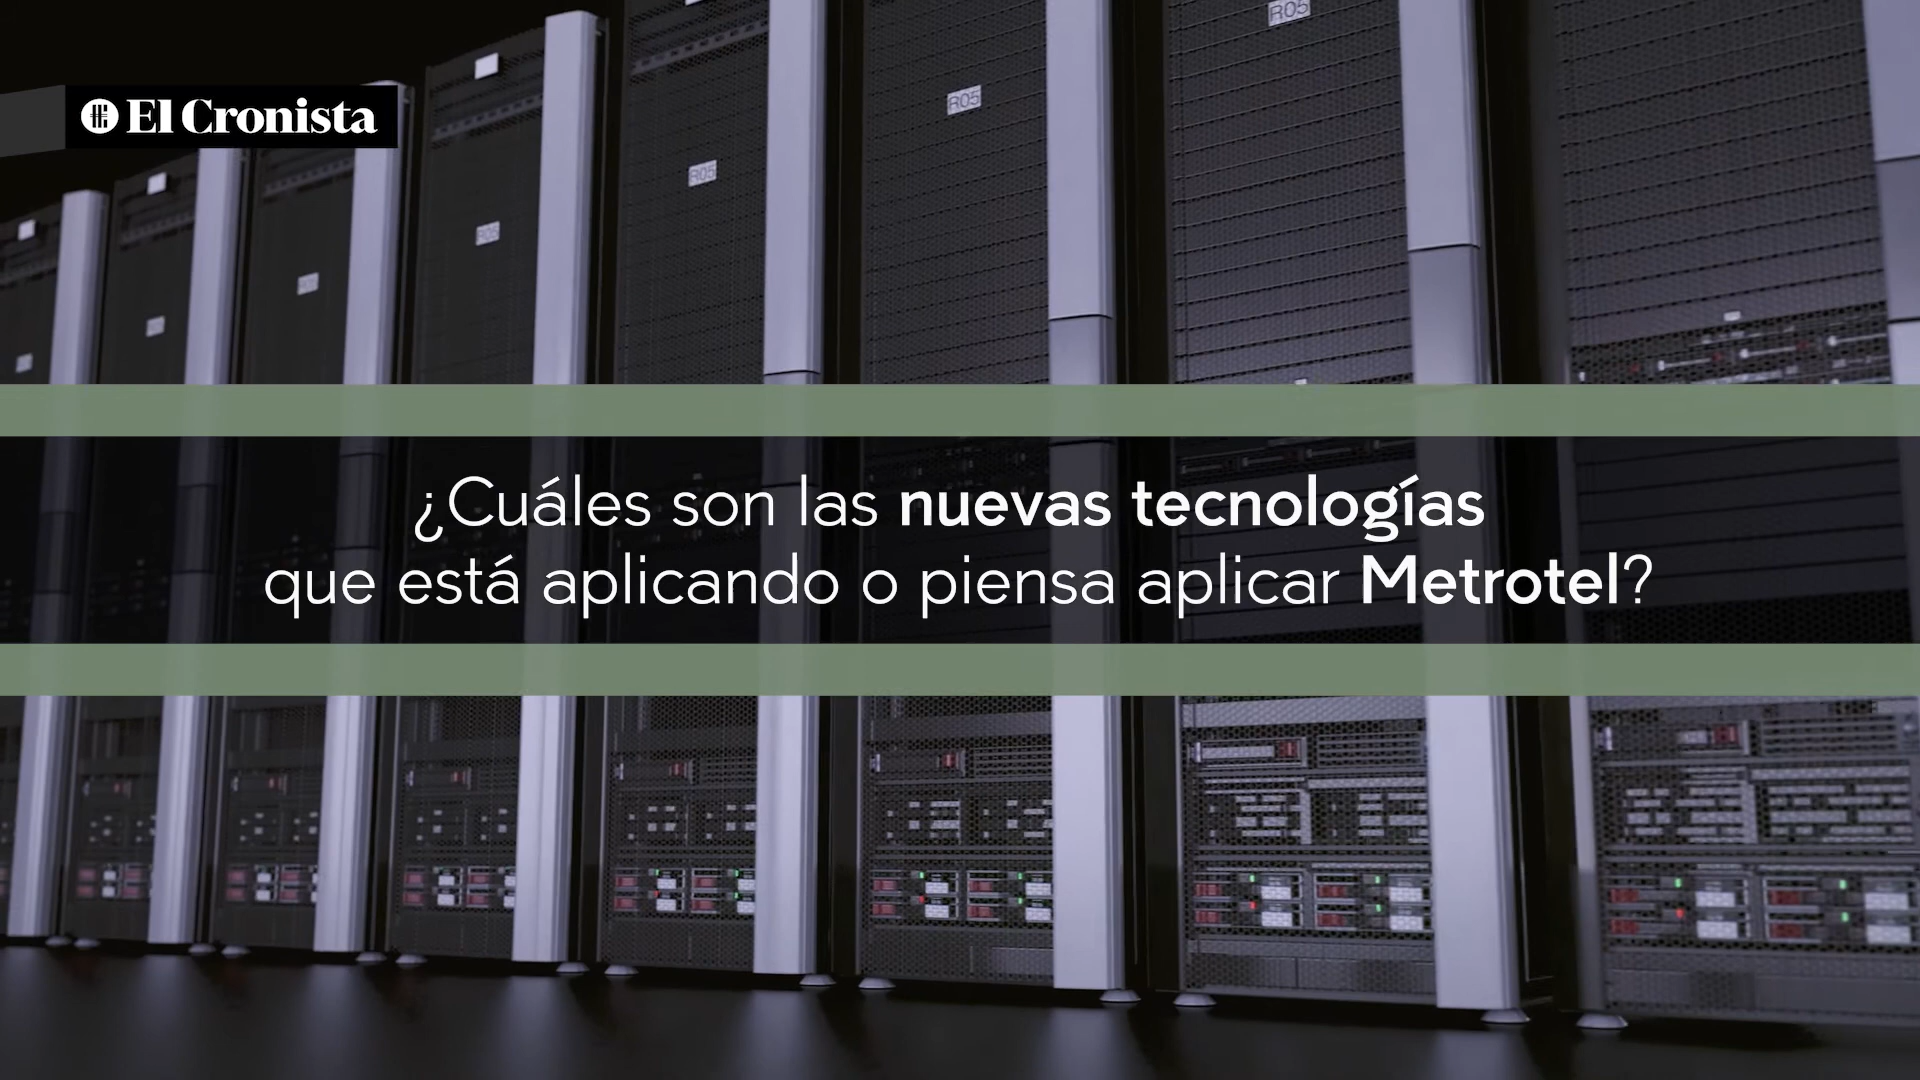 El Cronista
R05
R05
R05
¿Cuáles son las nuevas tecnologías
que está aplicando o piensa aplicar Metrotel?